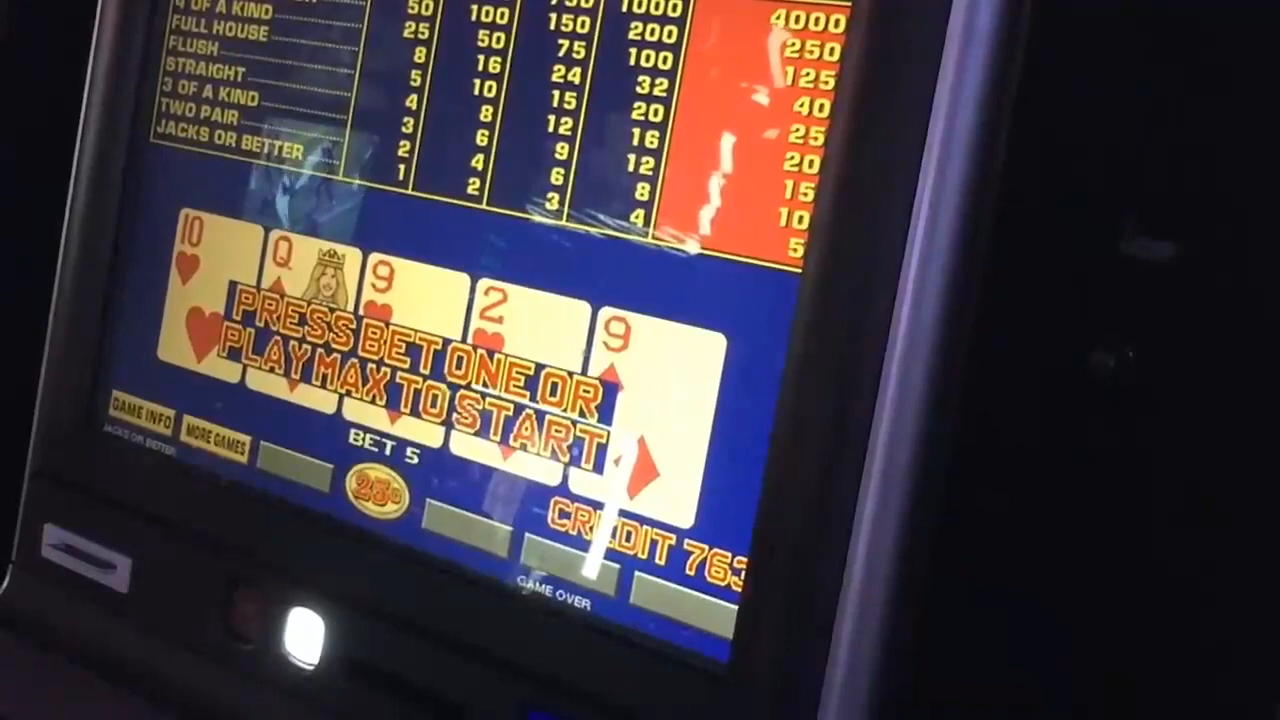 4 OF A KIND 50 100 150 1000 4000
FULL HOUSE 25 50 75 200 250
FLUSH 8 16 24 100 125
STRAIGHT 5 10 15 32 40
3 OF A KIND 4 8 12 20 25
TWO PAIR 3 6 9 16 20
JACKS OR BETTER 2 4 6 12 15
1 2 3 8 10
4 5
10 Q 9 2 9
PRESS BET ONE OR
PLAY MAX TO START
GAME INFO MORE GAMES BET 5
JACKS OR BETTER
25¢
CREDIT 763
GAME OVER